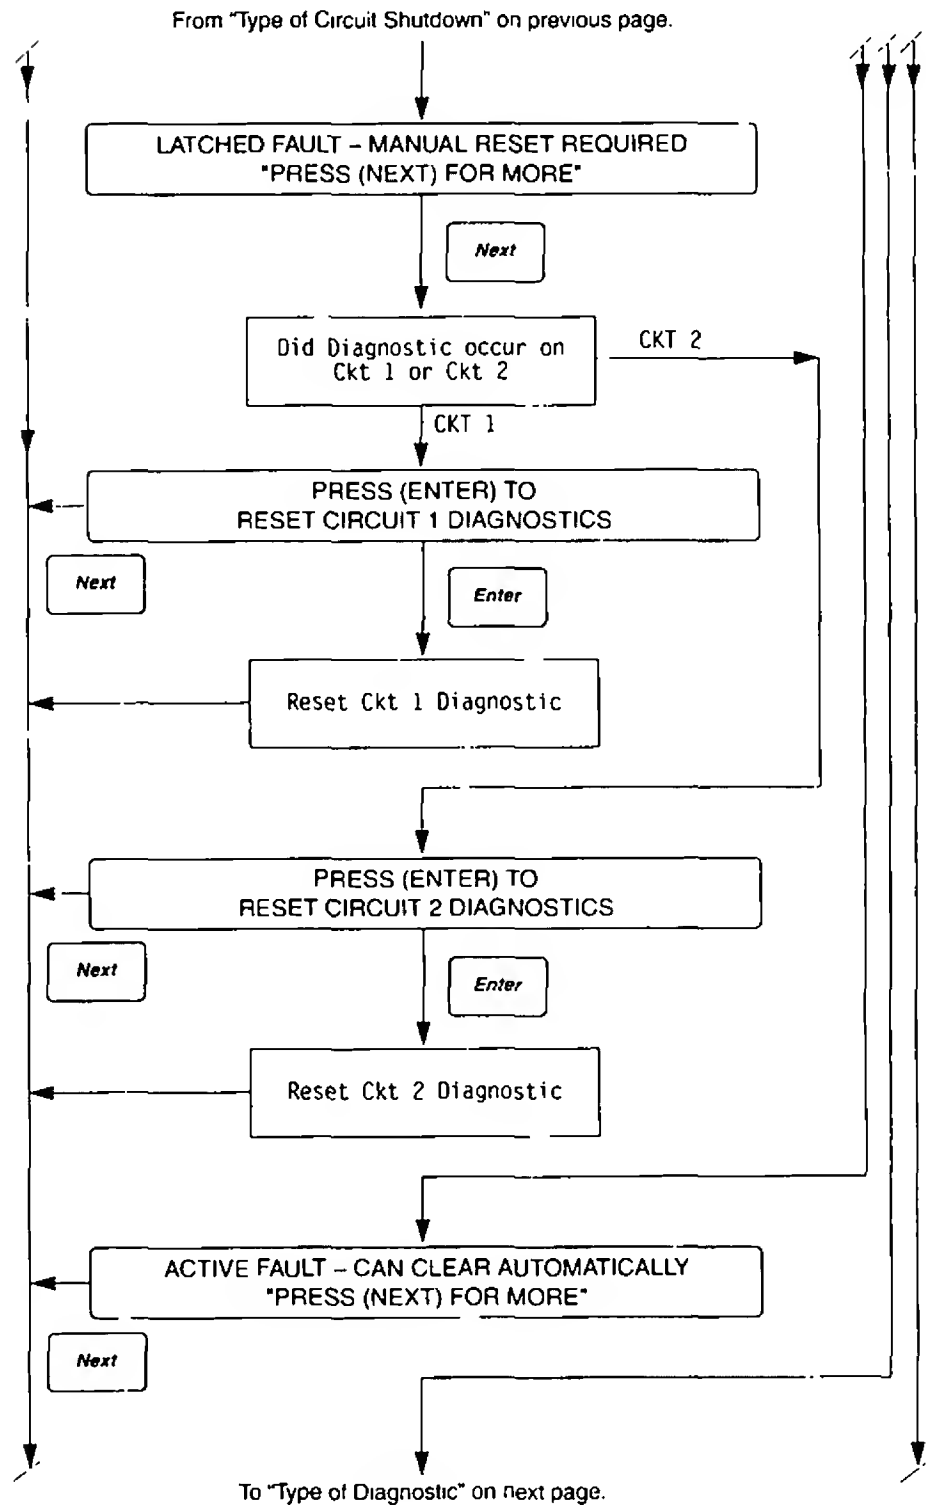 From "Type of Circuit Shutdown" on previous page.
LATCHED FAULT – MANUAL RESET REQUIRED
"PRESS (NEXT) FOR MORE"
Next
Did Diagnostic occur on
Ckt 1 or Ckt 2
CKT 2
CKT 1
PRESS (ENTER) TO
RESET CIRCUIT 1 DIAGNOSTICS
Next
Enter
Reset Ckt 1 Diagnostic
PRESS (ENTER) TO
RESET CIRCUIT 2 DIAGNOSTICS
Next
Enter
Reset Ckt 2 Diagnostic
ACTIVE FAULT – CAN CLEAR AUTOMATICALLY
"PRESS (NEXT) FOR MORE"
Next
To "Type of Diagnostic" on next page.